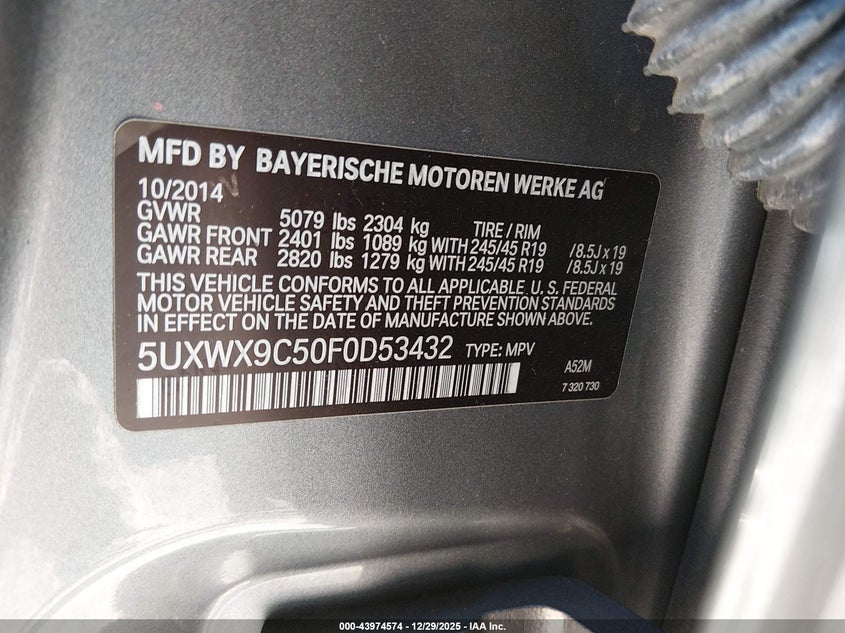 MFD BY BAYERISCHE MOTOREN WERKE AG
10/2014
GVWR 5079 lbs 2304 kg TIRE / RIM
GAWR FRONT 2401 lbs 1089 kg WITH 245/45 R19 /8.5J x 19
GAWR REAR 2820 lbs 1279 kg WITH 245/45 R19 /8.5J x 19
THIS VEHICLE CONFORMS TO ALL APPLICABLE U. S. FEDERAL
MOTOR VEHICLE SAFETY AND THEFT PREVENTION STANDARDS
IN EFFECT ON THE DATE OF MANUFACTURE SHOWN ABOVE.
5UXWX9C50F0D53432 TYPE: MPV A52M
7 320 730
000-43974574 - 12/29/2025 - IAA Inc.